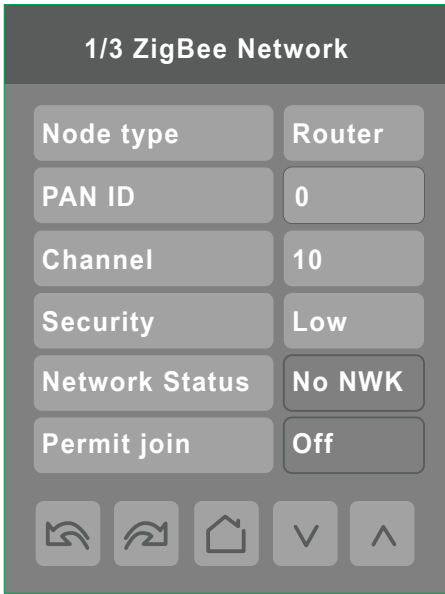 1/3 ZigBee Network
Node type Router
PAN ID 0
Channel 10
Security Low
Network Status No NWK
Permit join Off